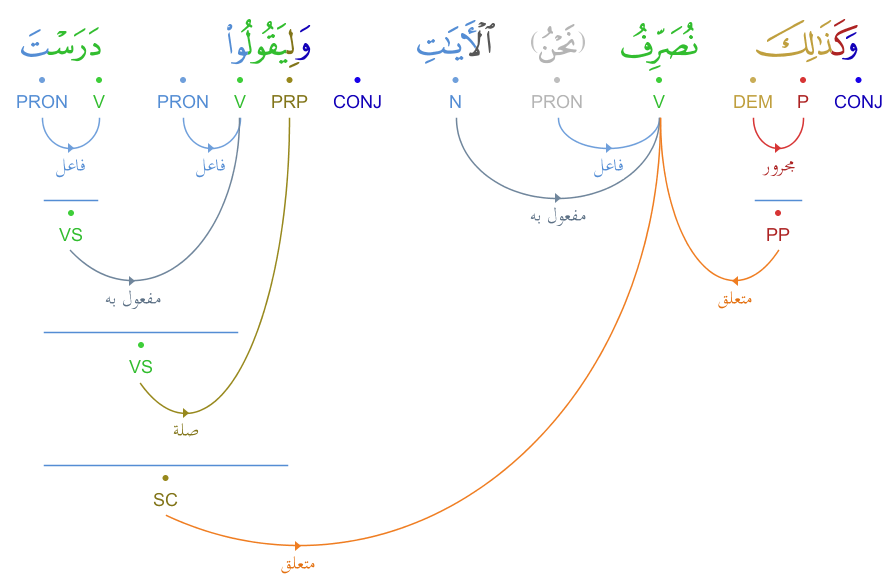 وَكَذَٰلِكَ نُصَرِّفُ (نَحْنُ) ٱلْأَيَـٰتِ وَلِيَقُولُوا۟ دَرَسْتَ
CONJ P DEM V PRON N CONJ PRP V PRON V PRON
مجرور فاعل فاعل فاعل
مفعول به
PP VS
متعلق مفعول به
VS
صلة
SC
متعلق